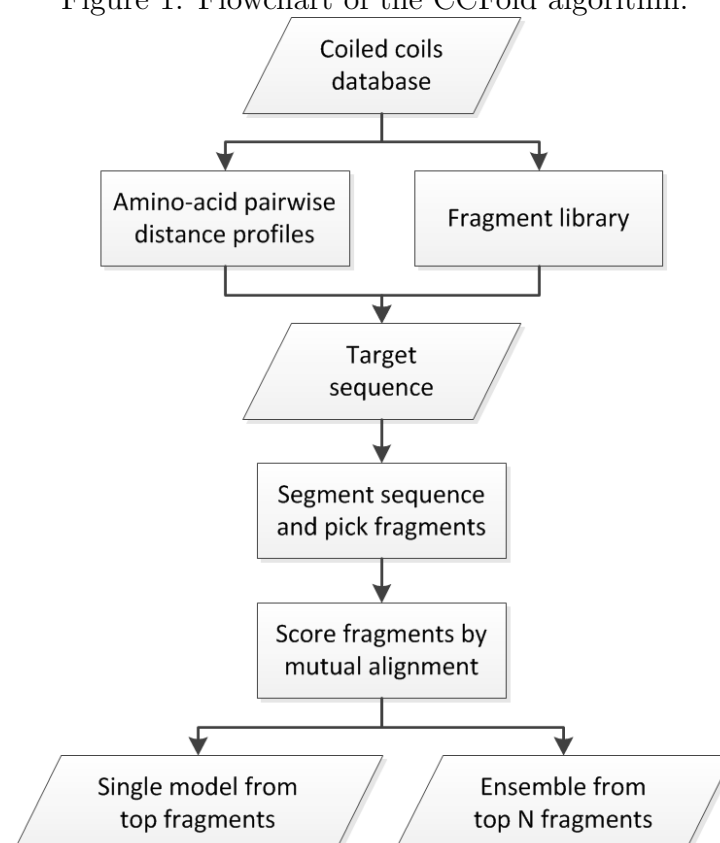 Figure 1: Flowchart of the CCFold algorithm.
Coiled coils
database
Amino-acid pairwise
distance profiles
Fragment library
Target
sequence
Segment sequence
and pick fragments
Score fragments by
mutual alignment
Single model from
top fragments
Ensemble from
top N fragments